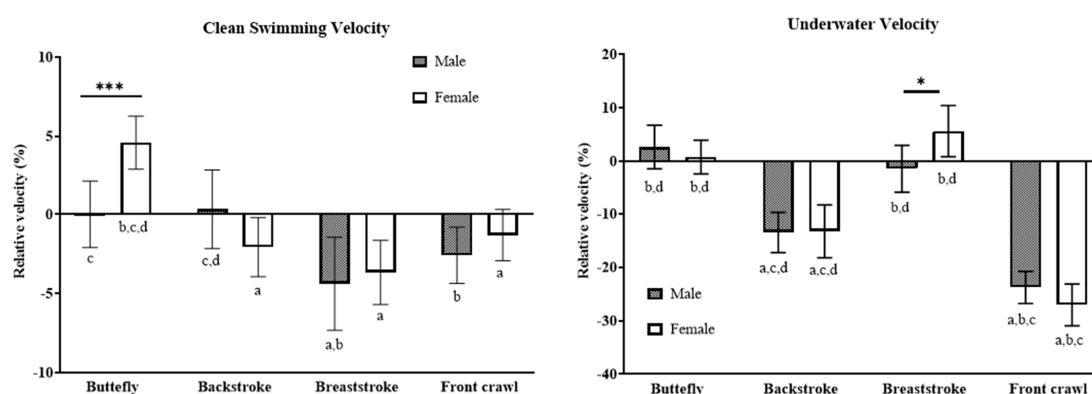 Clean Swimming Velocity
Relative velocity (%)
10
5
0
-5
-10
***
Male
Female
c
b,c,d
c,d
a
a,b
a
b
a
Buttefly
Backstroke
Breaststroke
Front crawl
Underwater Velocity
Relative velocity (%)
20
10
0
-10
-20
-30
-40
*
b,d
b,d
a,c,d
a,c,d
b,d
b,d
a,b,c
a,b,c
Male
Female
Buttefly
Backstroke
Breaststroke
Front crawl